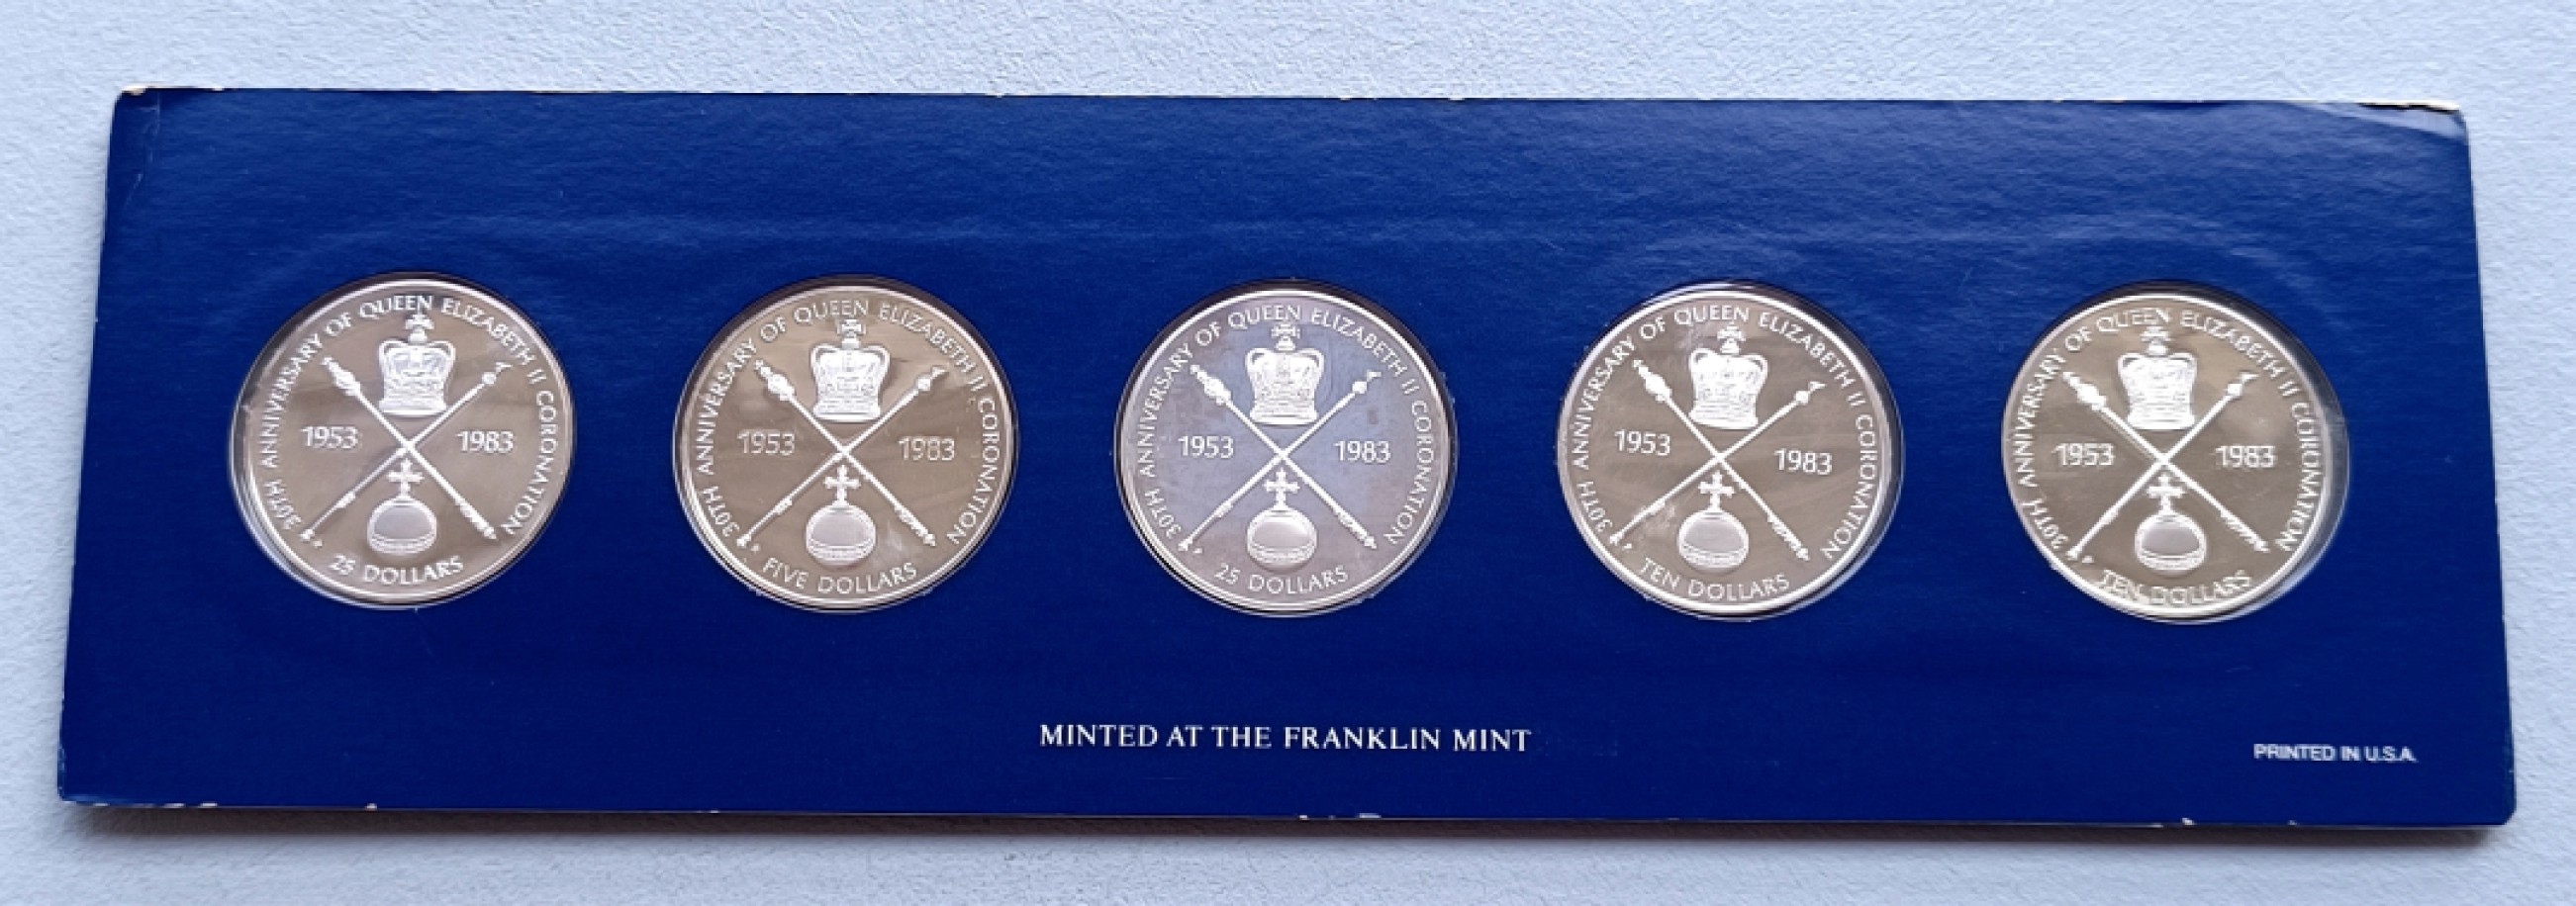 30TH ANNIVERSARY OF QUEEN ELIZABETH II CORONATION
1953 1983
25 DOLLARS
30TH ANNIVERSARY OF QUEEN ELIZABETH II CORONATION
1953 1983
FIVE DOLLARS
30TH ANNIVERSARY OF QUEEN ELIZABETH II CORONATION
1953 1983
25 DOLLARS
30TH ANNIVERSARY OF QUEEN ELIZABETH II CORONATION
1953 1983
TEN DOLLARS
30TH ANNIVERSARY OF QUEEN ELIZABETH II CORONATION
1953 1983
TEN DOLLARS
MINTED AT THE FRANKLIN MINT
PRINTED IN U.S.A.